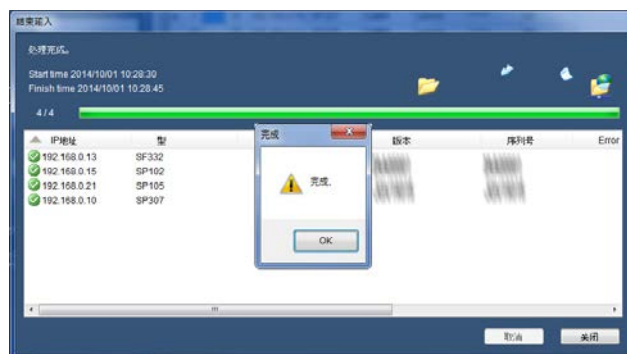 处理完成。
Start time 2014/10/01 10:28:30
Finish time 2014/10/01 10:28:45
4/4
IP地址 型 版本 序列号 Error
192.168.0.13 SF332
192.168.0.15 SP102
192.168.0.21 SP105
192.168.0.10 SP307
完成
完成.
OK
取消 关闭